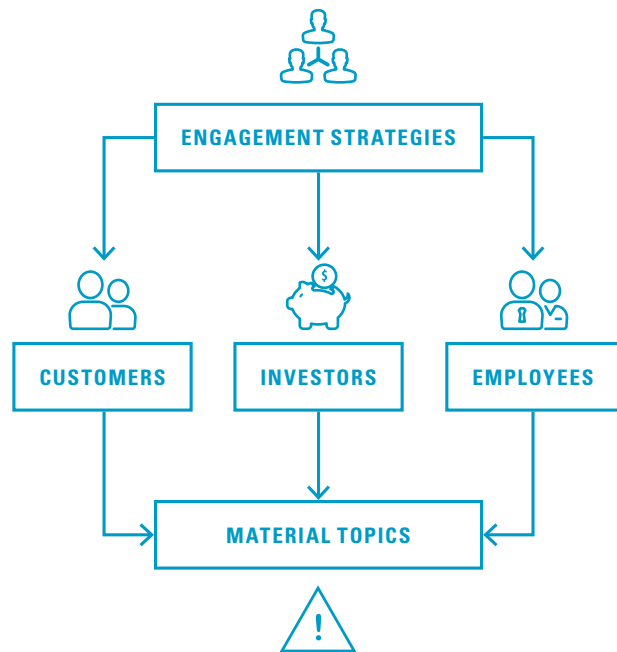 ENGAGEMENT STRATEGIES
$
CUSTOMERS
INVESTORS
EMPLOYEES
MATERIAL TOPICS
!